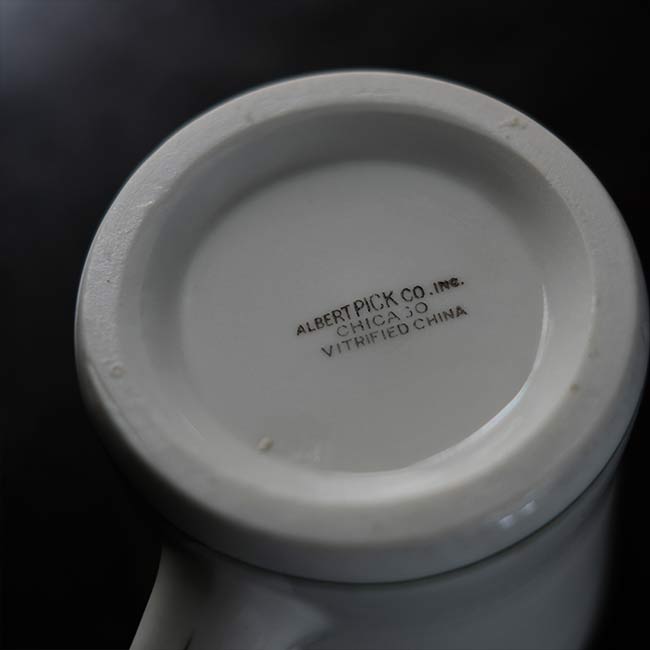 ALBERT PICK CO. INC.
CHICAGO
VITRIFIED CHINA